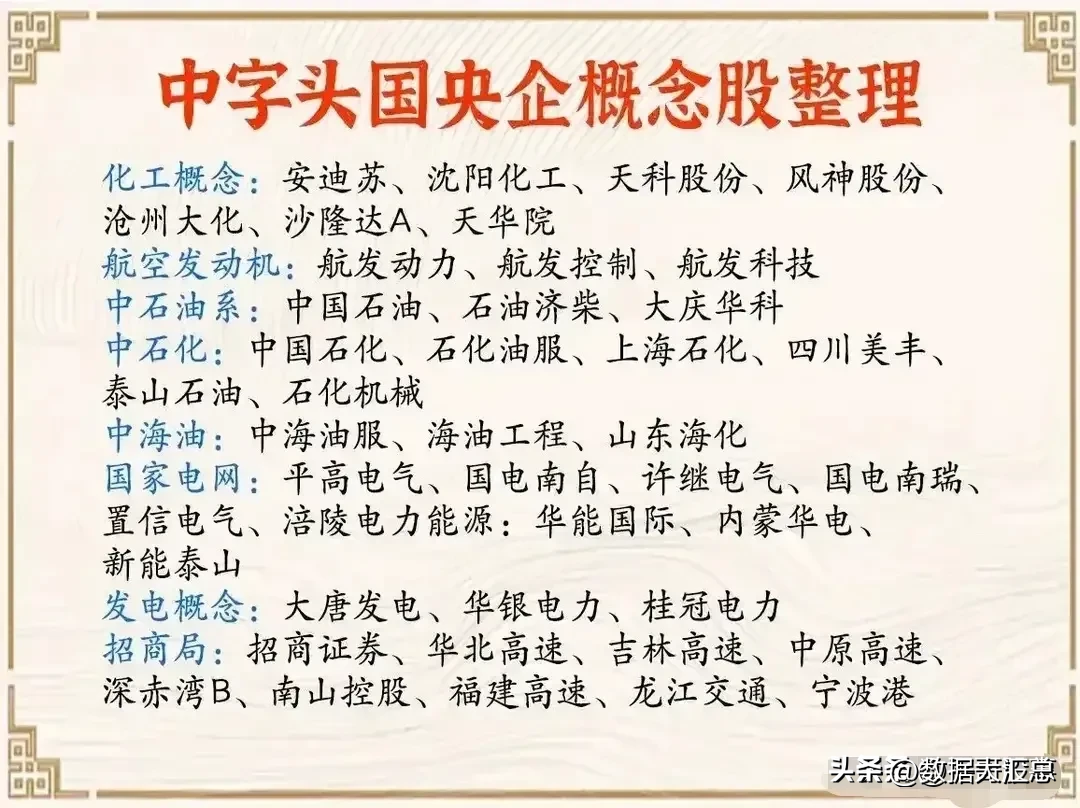 中字头国央企概念股整理
化工概念：安迪苏、沈阳化工、天科股份、风神股份、
沧州大化、沙隆达A、天华院
航空发动机：航发动力、航发控制、航发科技
中石油系：中国石油、石油济柴、大庆华科
中石化：中国石化、石化油服、上海石化、四川美丰、
泰山石油、石化机械
中海油：中海油服、海油工程、山东海化
国家电网：平高电气、国电南自、许继电气、国电南瑞、
置信电气、涪陵电力能源：华能国际、内蒙华电、
新能泰山
发电概念：大唐发电、华银电力、桂冠电力
招商局：招商证券、华北高速、吉林高速、中原高速、
深赤湾B、南山控股、福建高速、龙江交通、宁波港
头条@数据大汇总